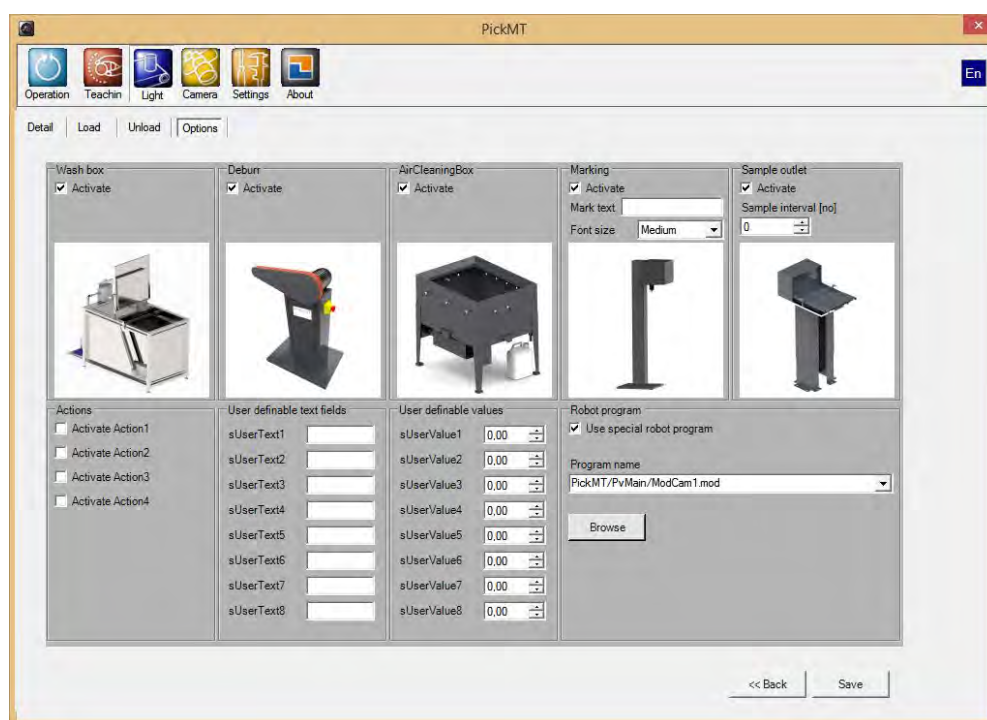 PickMT
Operation Teachin Light Camera Settings About
En
Detail Load Unload Options
Wash box
Activate
Deburr
Activate
AirCleaningBox
Activate
Marking
Activate
Mark text
Font size Medium
Sample outlet
Activate
Sample interval [no]
0
Actions
Activate Action1
Activate Action2
Activate Action3
Activate Action4
User definable text fields
sUserText1
sUserText2
sUserText3
sUserText4
sUserText5
sUserText6
sUserText7
sUserText8
User definable values
sUserValue1 0,00
sUserValue2 0,00
sUserValue3 0,00
sUserValue4 0,00
sUserValue5 0,00
sUserValue6 0,00
sUserValue7 0,00
sUserValue8 0,00
Robot program
Use special robot program
Program name
PickMT/PvMain/ModCam1.mod
Browse
<< Back Save